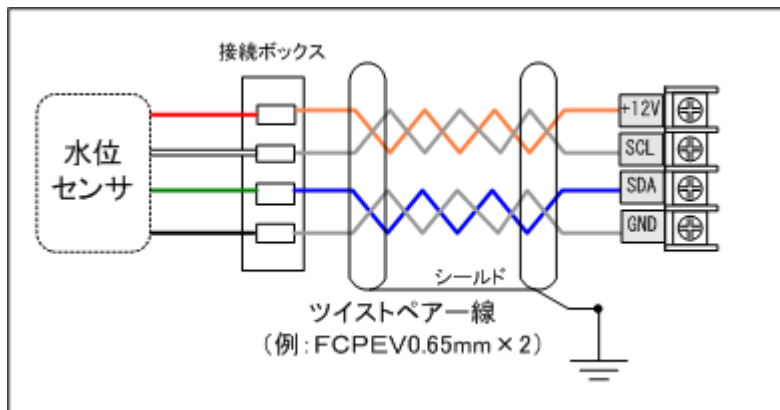 接続ボックス
水位
センサ
+12V
SCL
SDA
GND
シールド
ツイストペアー線
(例:FCPEV0.65mm×2)